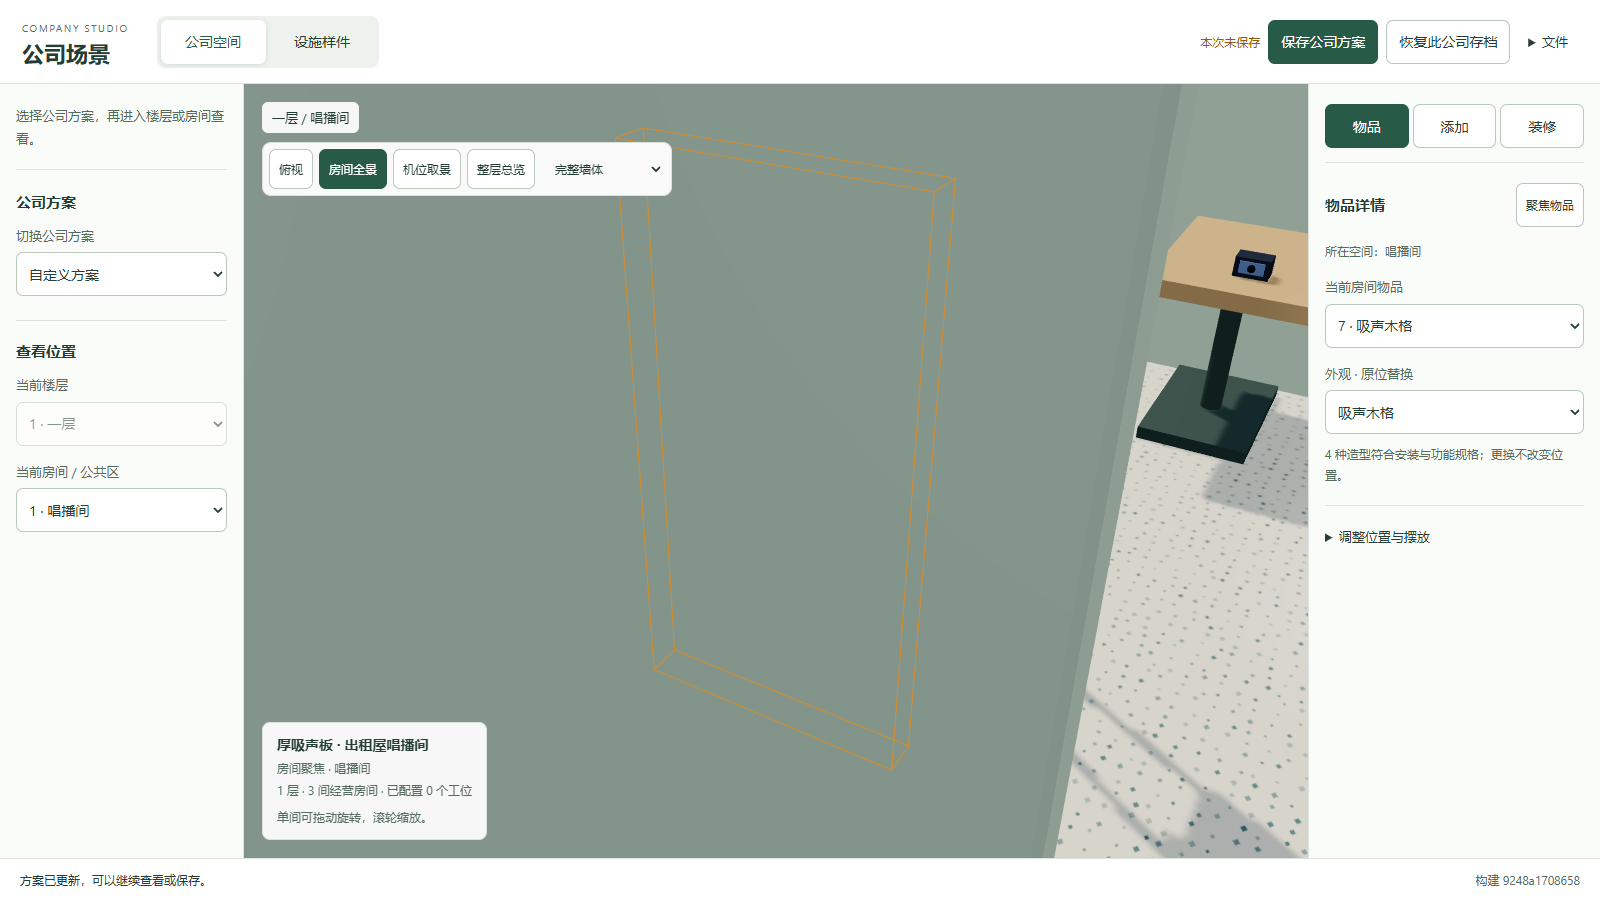 COMPANY STUDIO
公司场景
公司空间
设施样件
本次未保存
保存公司方案
恢复此公司存档
▶ 文件
选择公司方案，再进入楼层或房间查看。
公司方案
切换公司方案
自定义方案
查看位置
当前楼层
1 · 一层
当前房间 / 公共区
1 · 唱播间
一层 / 唱播间
俯视
房间全景
机位取景
整层总览
完整墙体
厚吸声板 · 出租屋唱播间
房间聚焦 · 唱播间
1 层 · 3 间经营房间 · 已配置 0 个工位
单间可拖动旋转，滚轮缩放。
物品
添加
装修
物品详情
聚焦物品
所在空间：唱播间
当前房间物品
7 · 吸声木格
外观 · 原位替换
吸声木格
4 种造型符合安装与功能规格；更换不改变位置。
▶ 调整位置与摆放
方案已更新，可以继续查看或保存。
构建 9248a1708658